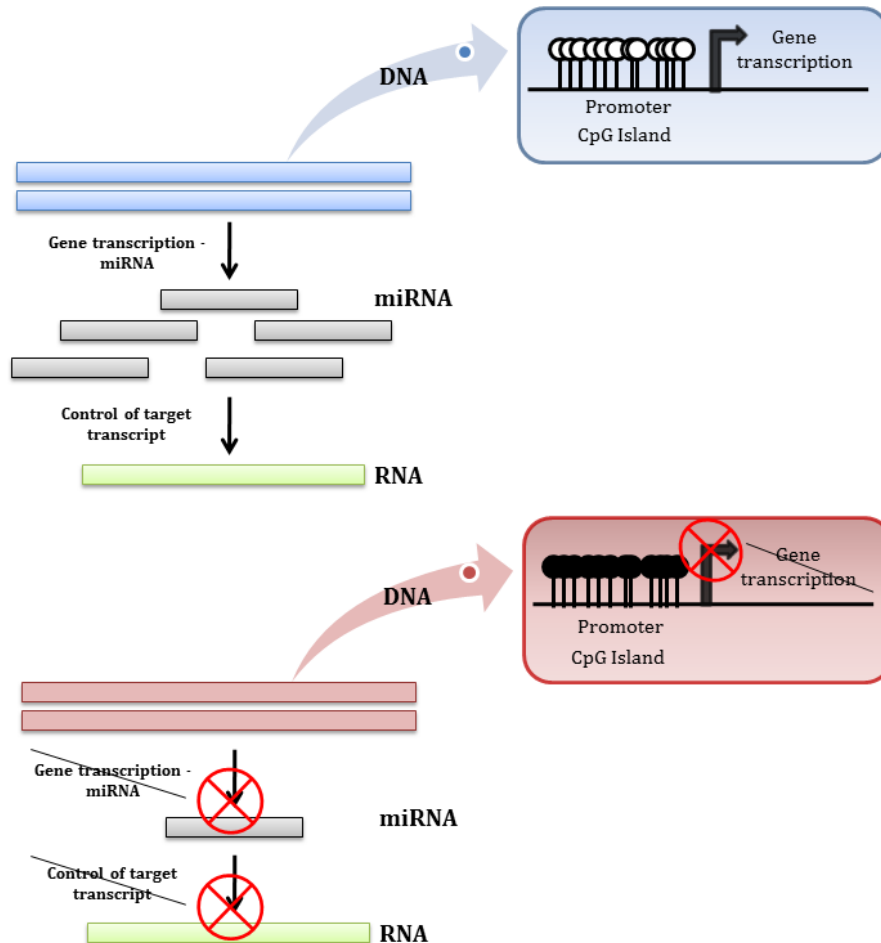 DNA
Gene
transcription
Promoter
CpG Island
Gene transcription -
miRNA
miRNA
Control of target
transcript
RNA
DNA
Gene
transcription
Promoter
CpG Island
Gene transcription -
miRNA
miRNA
Control of target
transcript
RNA